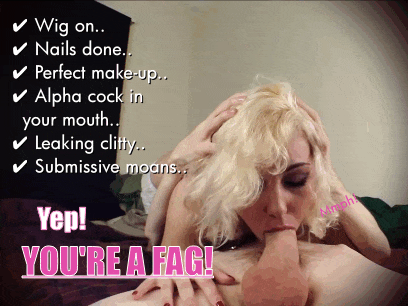 ✔ Wig on..
✔ Nails done..
✔ Perfect make-up..
✔ Alpha cock in
your mouth..
✔ Leaking clitty..
✔ Submissive moans..
Mmph!
Yep!
YOU'RE A FAG!